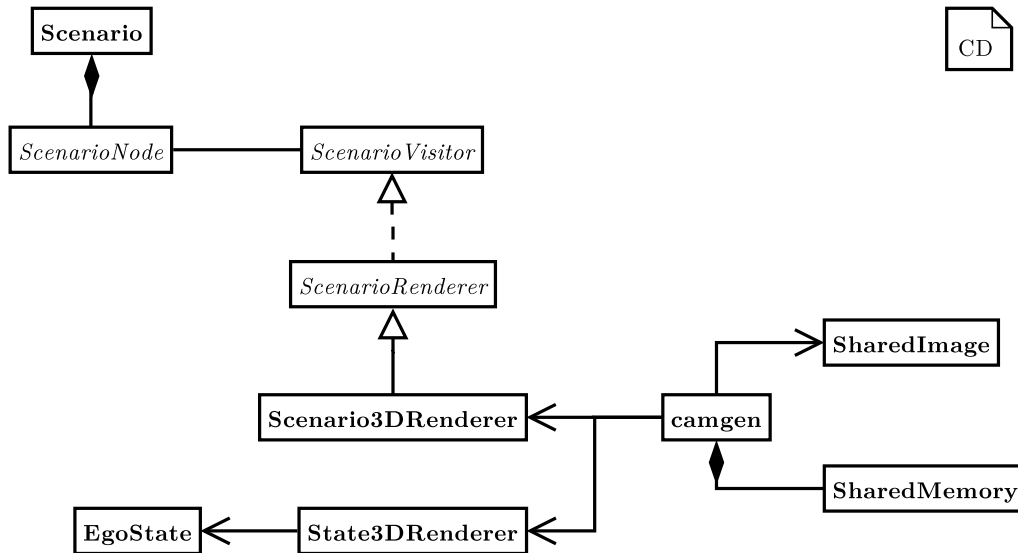 Scenario
CD
ScenarioNode
ScenarioVisitor
ScenarioRenderer
SharedImage
Scenario3DRenderer
camgen
SharedMemory
EgoState
State3DRenderer